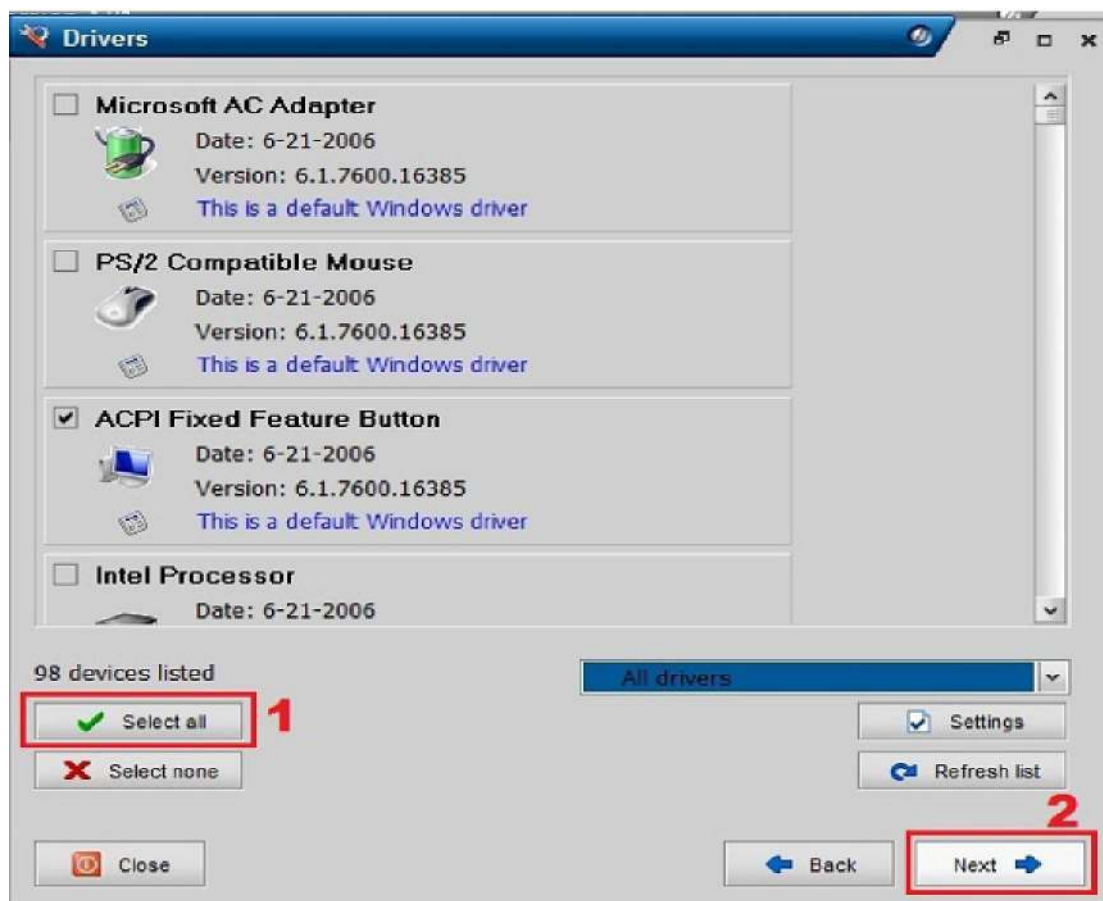 Drivers
Microsoft AC Adapter
Date: 6-21-2006
Version: 6.1.7600.16385
This is a default Windows driver
PS/2 Compatible Mouse
Date: 6-21-2006
Version: 6.1.7600.16385
This is a default Windows driver
ACPI Fixed Feature Button
Date: 6-21-2006
Version: 6.1.7600.16385
This is a default Windows driver
Intel Processor
Date: 6-21-2006
98 devices listed
All drivers
Select all
1
Settings
Select none
Refresh list
2
Close
Back
Next